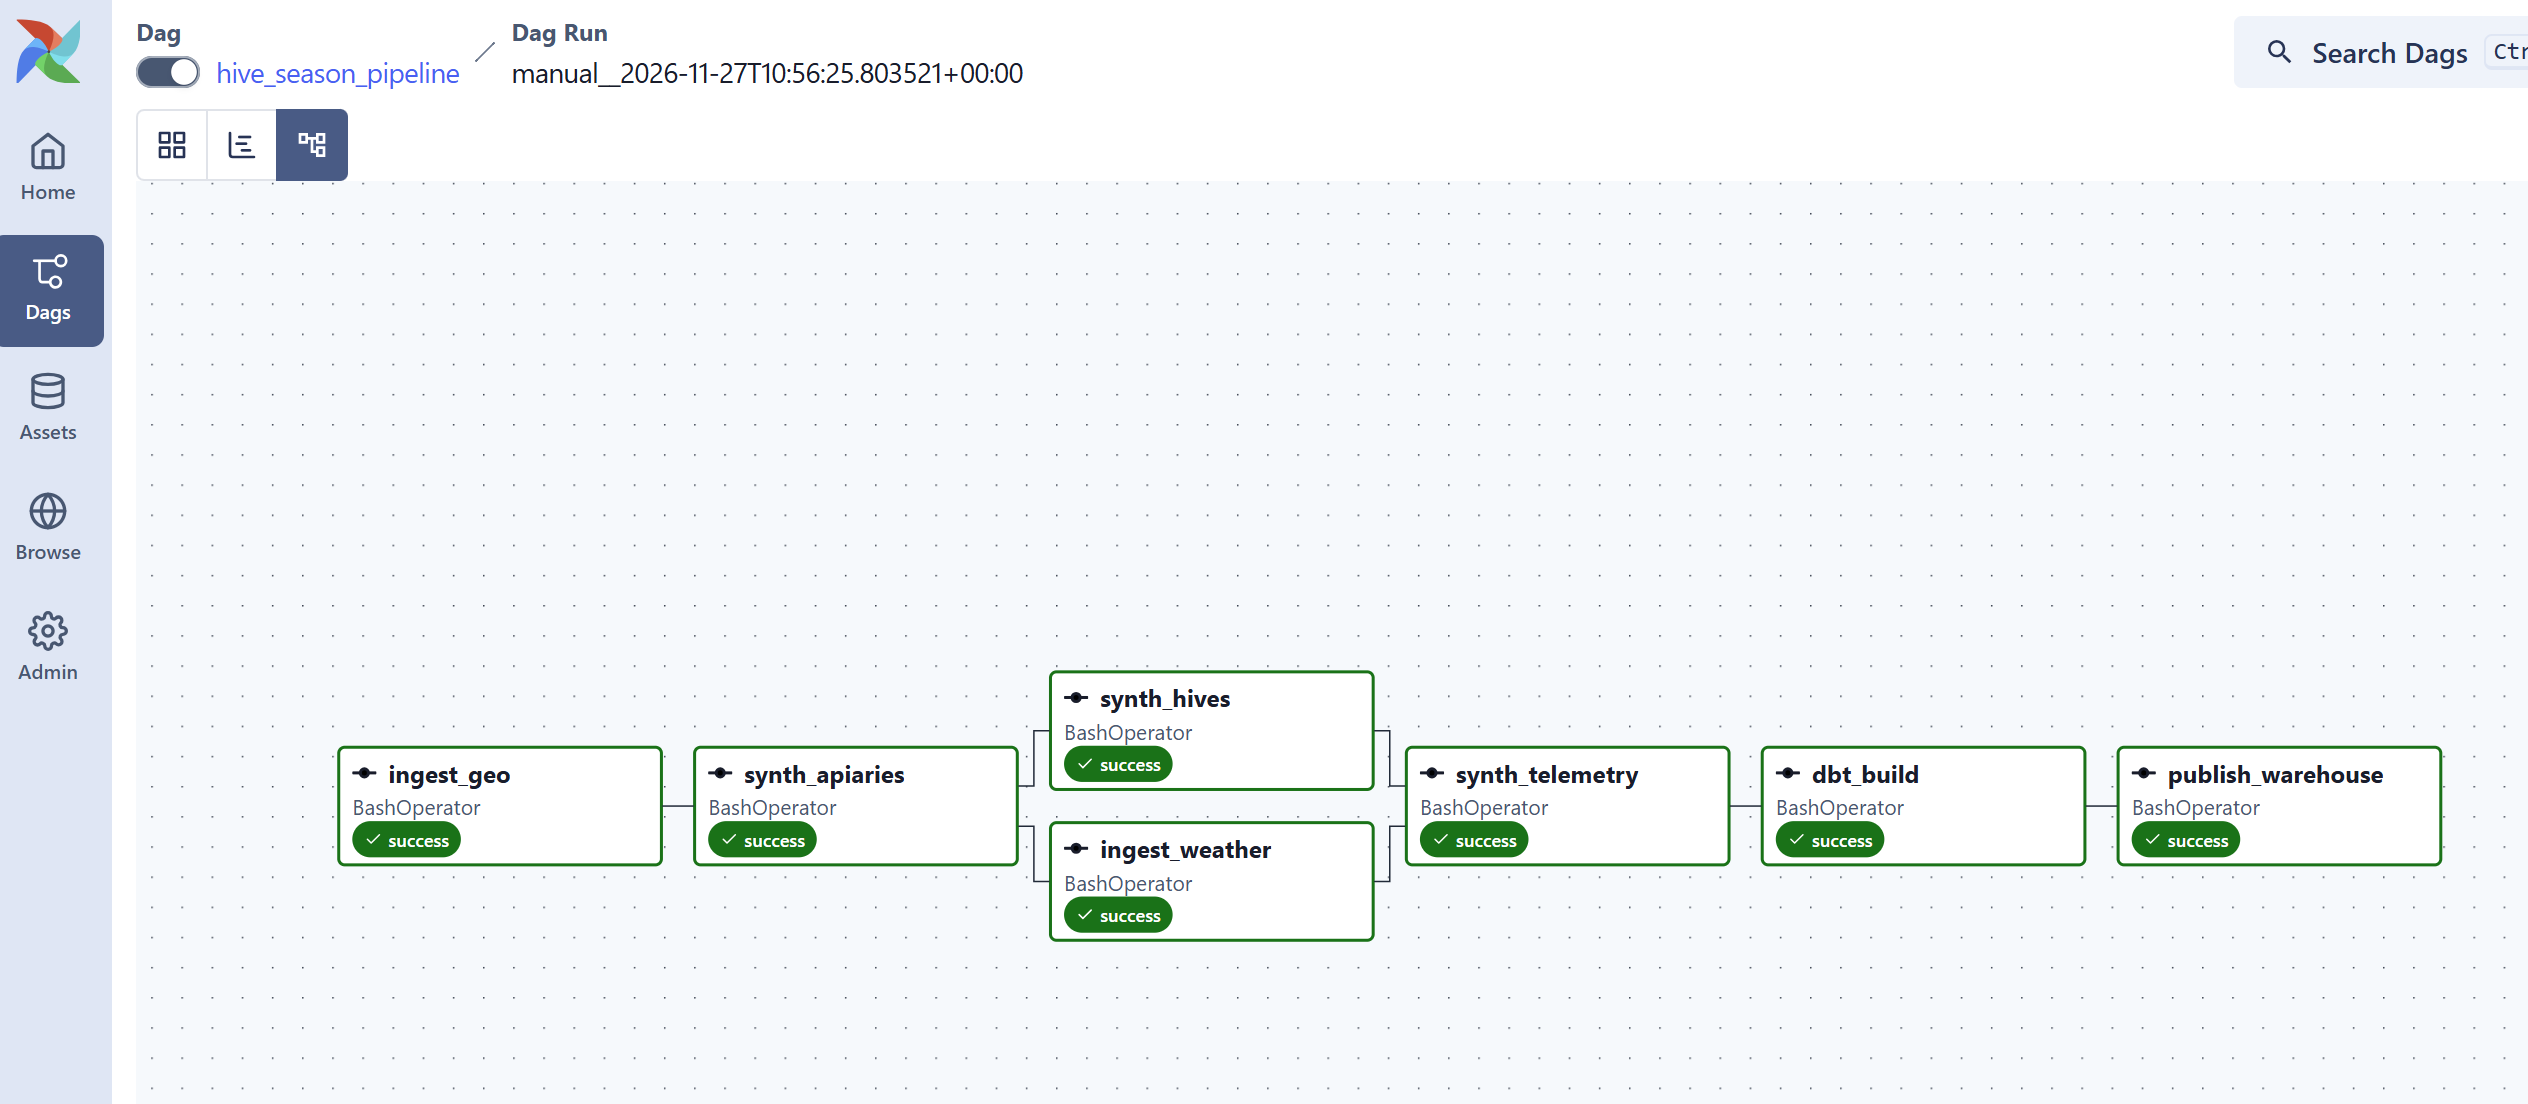 Dag
hive_season_pipeline
Dag Run
manual__2026-11-27T10:56:25.803521+00:00
Search Dags
Home
Dags
Assets
Browse
Admin
ingest_geo
BashOperator
success
synth_apiaries
BashOperator
success
synth_hives
BashOperator
success
ingest_weather
BashOperator
success
synth_telemetry
BashOperator
success
dbt_build
BashOperator
success
publish_warehouse
BashOperator
success